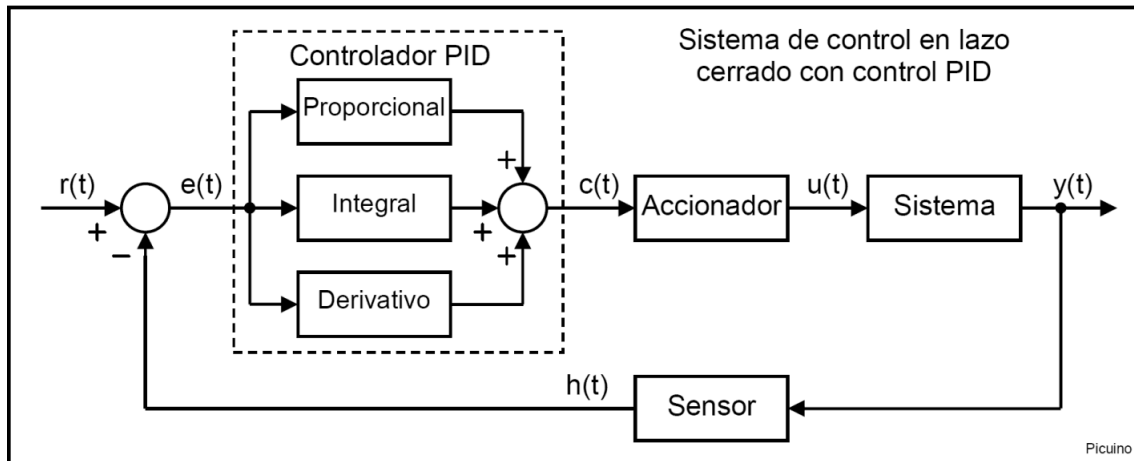 Sistema de control en lazo
cerrado con control PID
Controlador PID
Proporcional
+
r(t)
e(t)
Integral
c(t)
Accionador
u(t)
Sistema
y(t)
+
−
+
+
Derivativo
h(t)
Sensor
Picuino